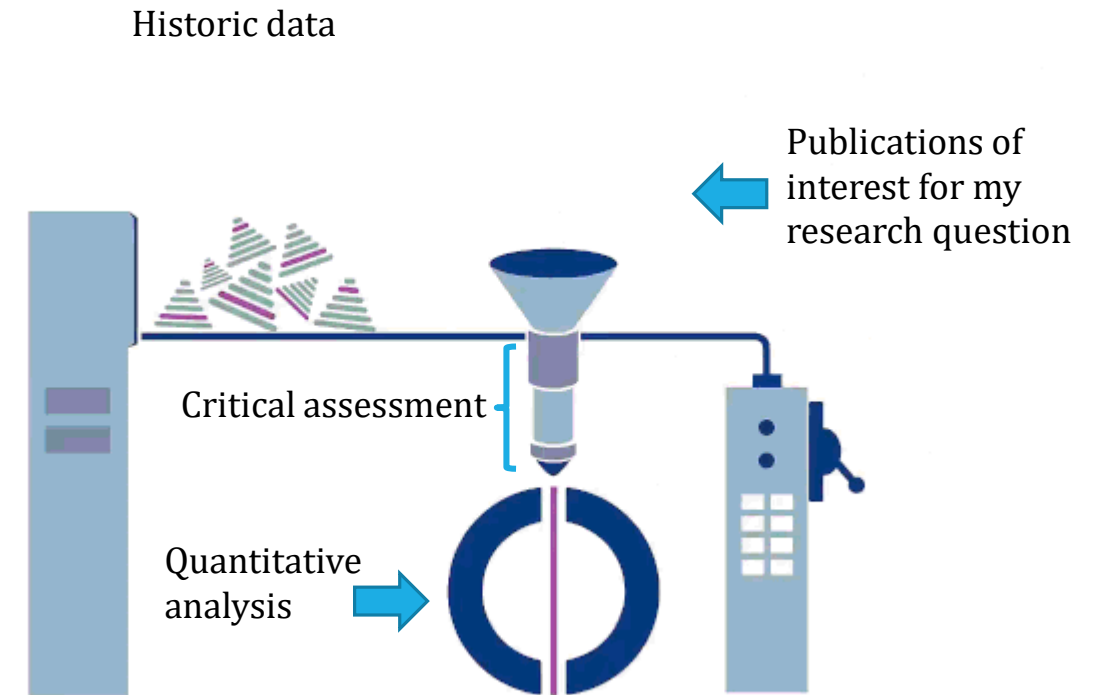 Historic data
Publications of
interest for my
research question
Critical assessment
Quantitative
analysis